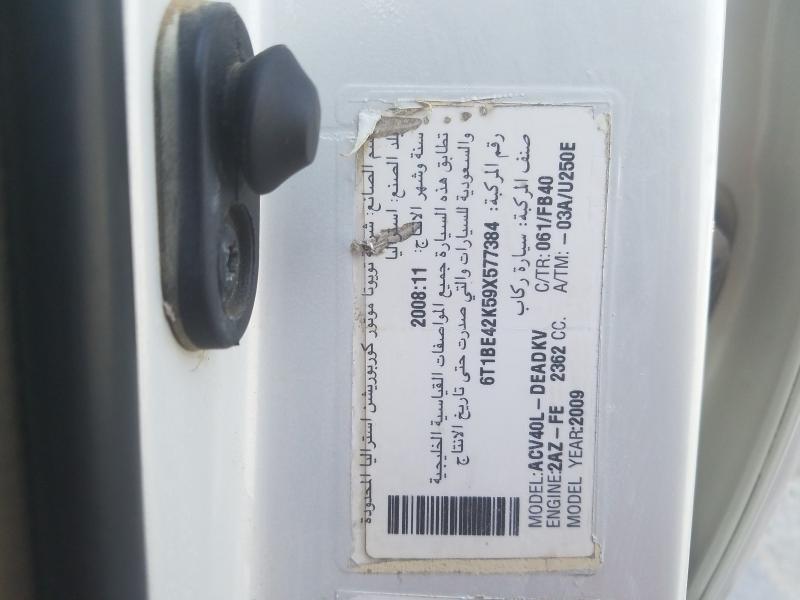 اسم الصانع: شركة تويوتا موتور كوربوريشن استراليا المحدودة
بلد الصنع: استراليا
سنة وشهر الانتاج: 2008:11
تطابق هذه السيارة جميع المواصفات القياسية الخليجية
والسعودية للسيارات والتي صدرت حتى تاريخ الانتاج
رقم المركبة: 6T1BE42K59X577384
صنف المركبة: سيارة ركاب
MODEL:ACV40L-DEADKV C/TR: 061/FB40
ENGINE:2AZ-FE 2362 CC. A/TM: -03A/U250E
MODEL YEAR:2009